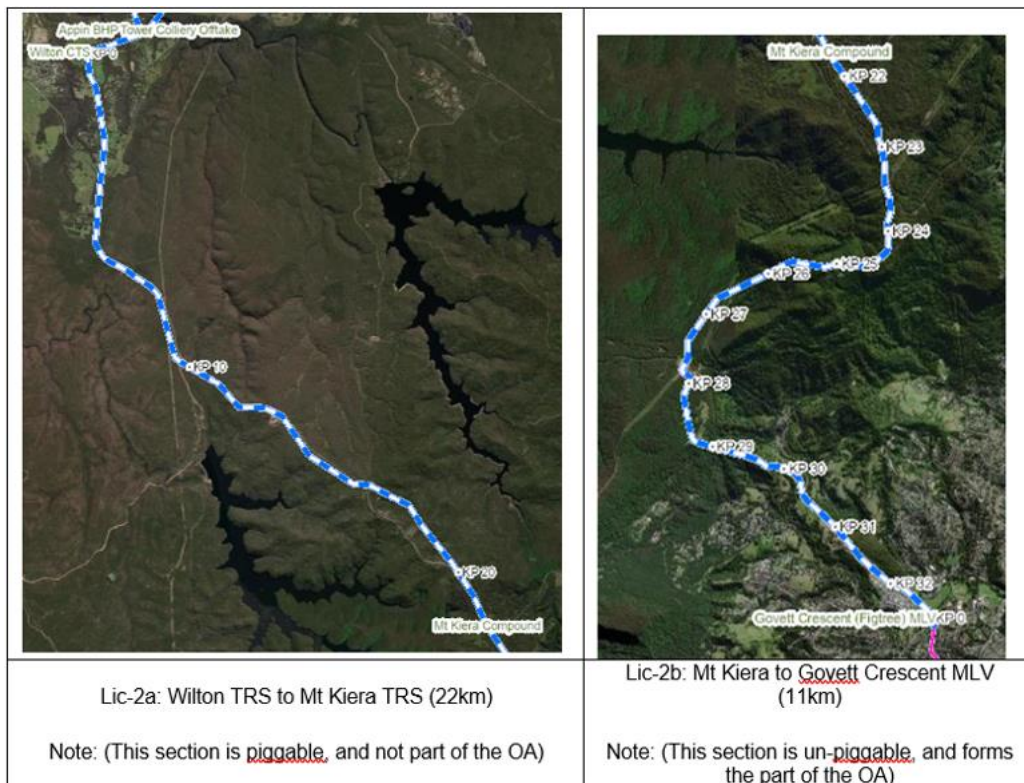 Appin BHP Tower Colliery Offtake
Wilton CTS KP 0
KP 10
KP 20
Mt Kiera Compound
Mt Kiera Compound
KP 22
KP 23
KP 24
KP 25
KP 26
KP 27
KP 28
KP 29
KP 30
KP 31
KP 32
Govett Crescent (Figtree) MLV KP 0
Lic-2a: Wilton TRS to Mt Kiera TRS (22km)
Note: (This section is piggable, and not part of the OA)
Lic-2b: Mt Kiera to Govett Crescent MLV
(11km)
Note: (This section is un-piggable, and forms
the part of the OA)